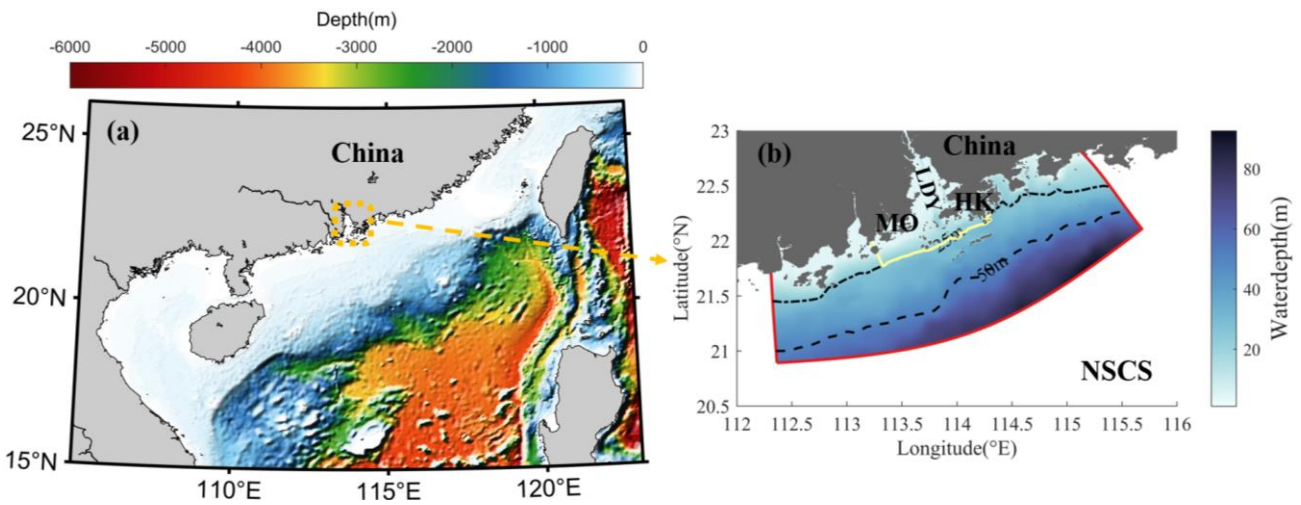 Depth(m)
-6000 -5000 -4000 -3000 -2000 -1000 0
(a)
China
25°N
20°N
15°N
110°E 115°E 120°E
(b)
China
LDY
HK
MO
50m
NSCS
23
22.5
22
21.5
21
20.5
112 112.5 113 113.5 114 114.5 115 115.5 116
Latitude(°N)
Longitude(°E)
80
60
40
20
Waterdepth(m)